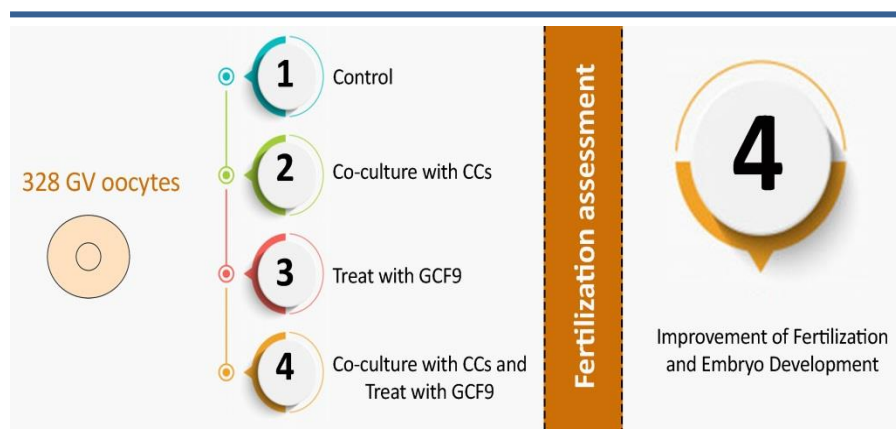 328 GV oocytes
1
Control
2
Co-culture with CCs
3
Treat with GCF9
4
Co-culture with CCs and
Treat with GCF9
Fertilization assessment
4
Improvement of Fertilization
and Embryo Development